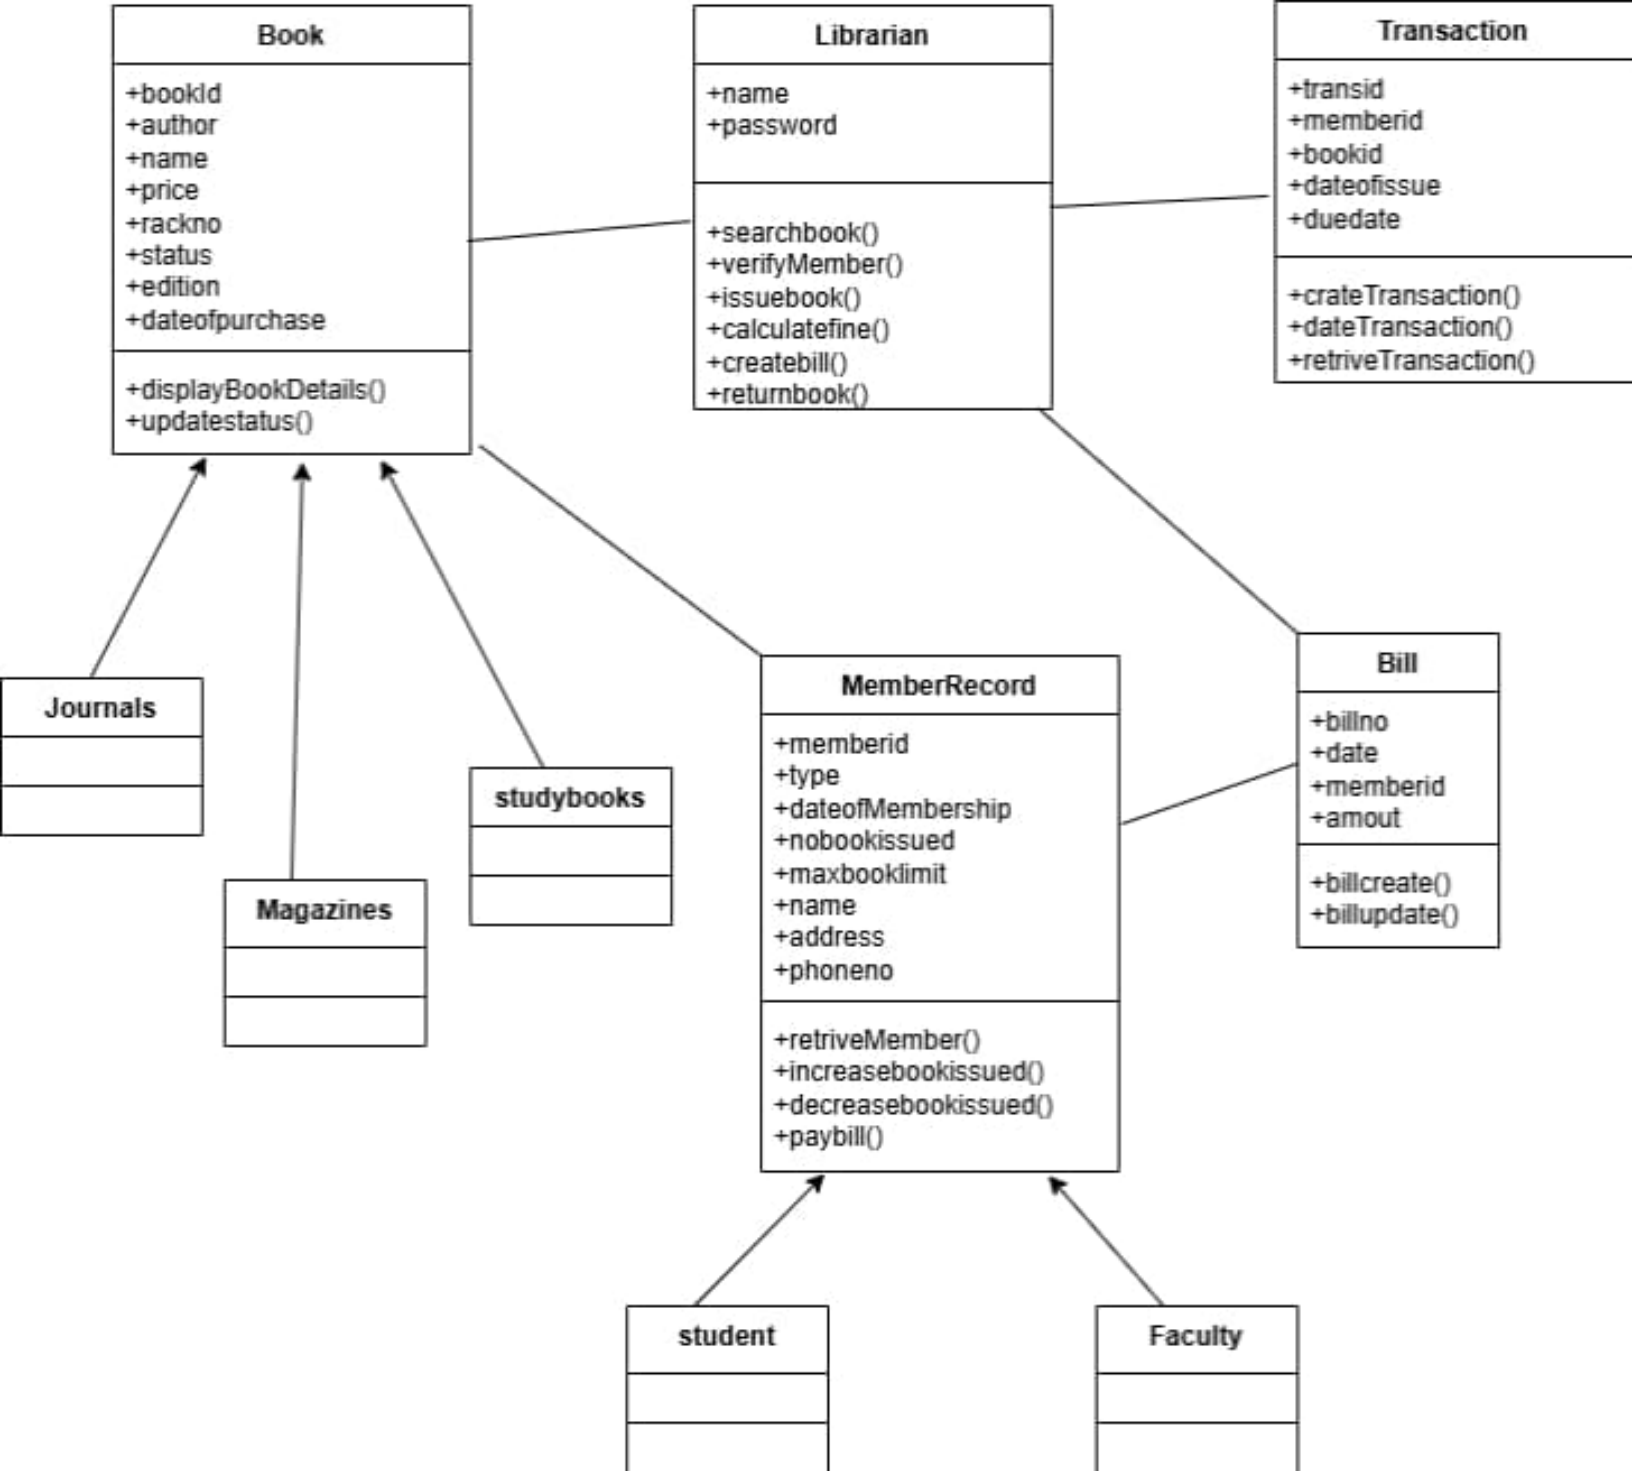 Book
+bookId
+author
+name
+price
+rackno
+status
+edition
+dateofpurchase
+displayBookDetails()
+updatestatus()
Librarian
+name
+password
+searchbook()
+verifyMember()
+issuebook()
+calculatefine()
+createbill()
+returnbook()
Transaction
+transid
+memberid
+bookid
+dateofissue
+duedate
+crateTransaction()
+dateTransaction()
+retriveTransaction()
Journals
Magazines
studybooks
MemberRecord
+memberid
+type
+dateofMembership
+nobookissued
+maxbooklimit
+name
+address
+phoneno
+retriveMember()
+increasebookissued()
+decreasebookissued()
+paybill()
Bill
+billno
+date
+memberid
+amout
+billcreate()
+billupdate()
student
Faculty